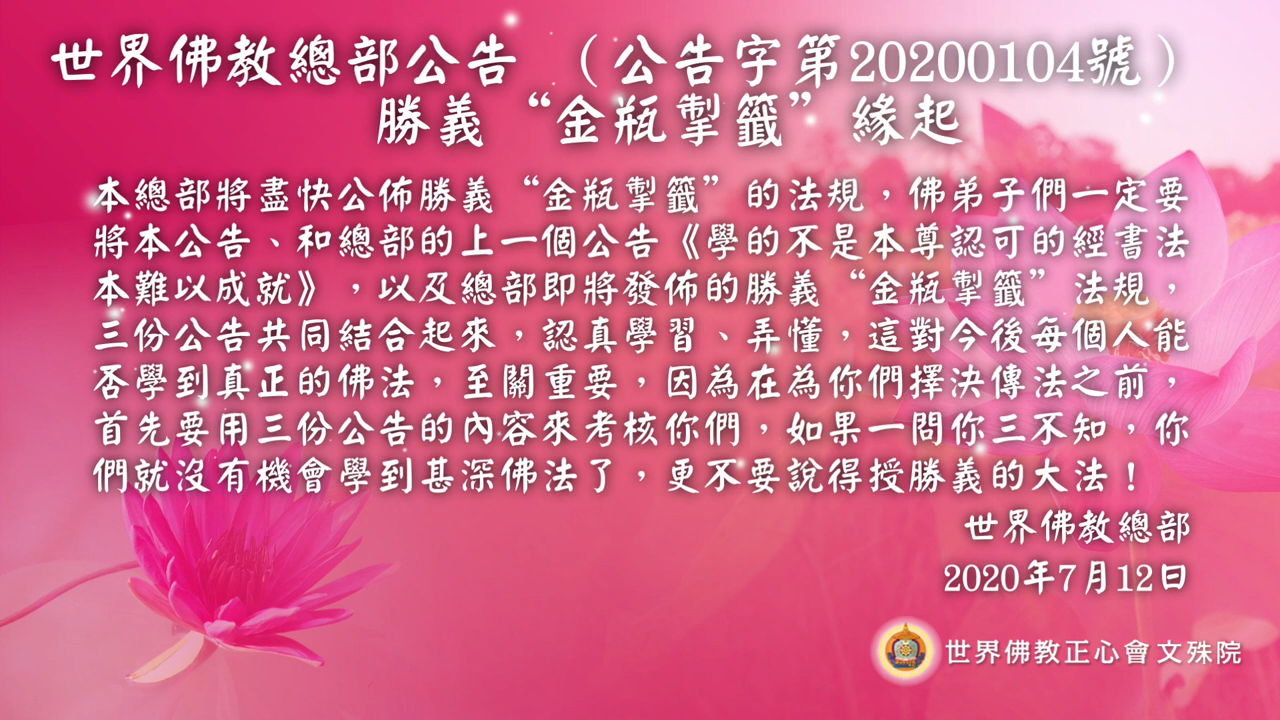 世界佛教總部公告 （公告字第20200104號）
勝義“金瓶掣籤”緣起
本總部將盡快公佈勝義“金瓶掣籤”的法規，佛弟子們一定要
將本公告、和總部的上一個公告《學的不是本尊認可的經書法
本難以成就》，以及總部即將發佈的勝義“金瓶掣籤”法規，
三份公告共同結合起來，認真學習、弄懂，這對今後每個人能
否學到真正的佛法，至關重要，因為在為你們擇決傳法之前，
首先要用三份公告的內容來考核你們，如果一問你三不知，你
們就沒有機會學到甚深佛法了，更不要說得授勝義的大法！
世界佛教總部
2020年7月12日
世界佛教正心會文殊院